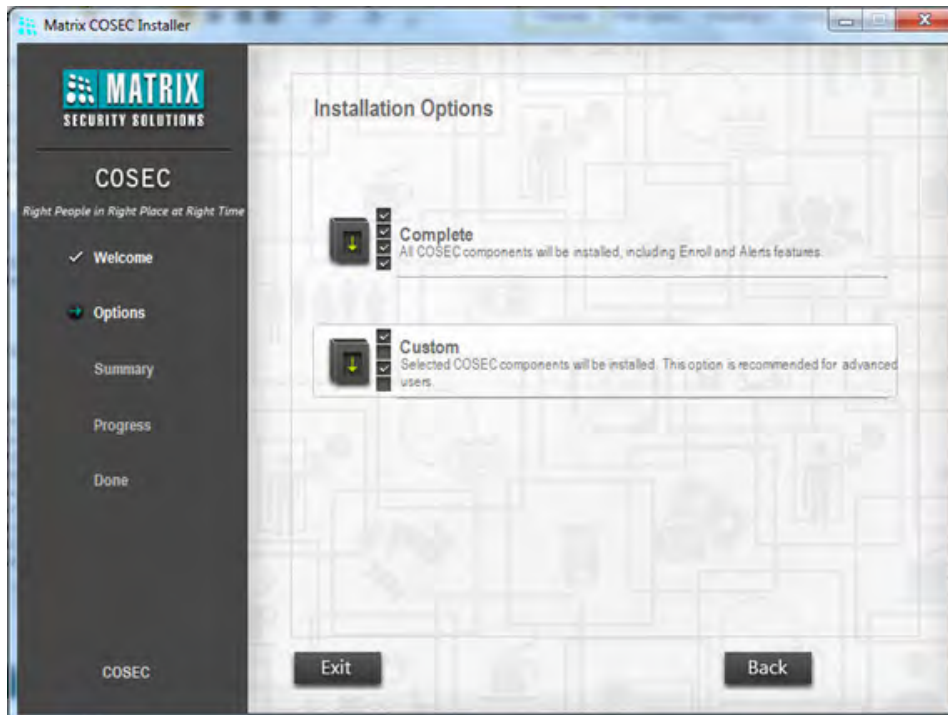 Matrix COSEC Installer
MATRIX
SECURITY SOLUTIONS
COSEC
Right People in Right Place at Right Time
Welcome
Options
Summary
Progress
Done
COSEC
Installation Options
Complete
All COSEC components will be installed, including Enroll and Alerts features.
Custom
Selected COSEC components will be installed. This option is recommended for advanced
users.
Exit
Back